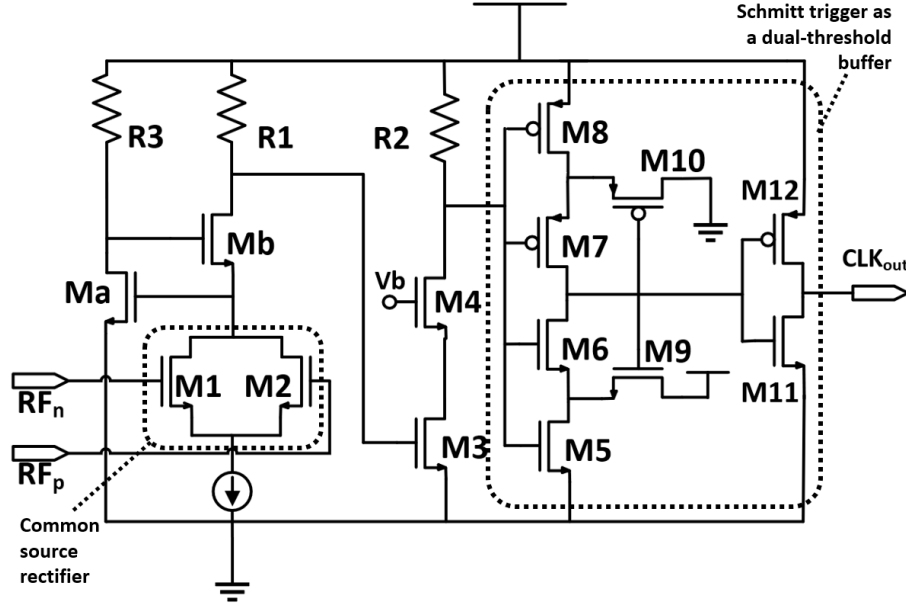 Schmitt trigger as
a dual-threshold
buffer
R3
R1
R2
M8
M10
M12
Mb
M7
CLKout
Ma
Vb
M4
M6
M9
M1
M2
M11
RFn
M3
M5
RFp
Common
source
rectifier